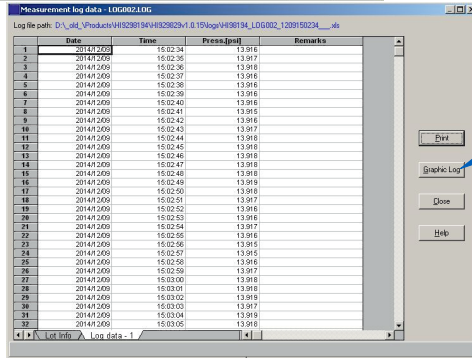 Measurement log data - LOG002.LOG
Log file path: D:\_old_\Products\HI9298194\HI929829v1.0.15\logs\HI98194_LOG002_1209150234___.xls
Date Time Press.[psi] Remarks
1 2014/12/09 15:02:34 13.916
2 2014/12/09 15:02:35 13.917
3 2014/12/09 15:02:36 13.918
4 2014/12/09 15:02:37 13.918
5 2014/12/09 15:02:38 13.916
6 2014/12/09 15:02:39 13.915
7 2014/12/09 15:02:40 13.916
8 2014/12/09 15:02:41 13.915
9 2014/12/09 15:02:42 13.916
10 2014/12/09 15:02:43 13.917
11 2014/12/09 15:02:44 13.918
12 2014/12/09 15:02:45 13.918
13 2014/12/09 15:02:46 13.918
14 2014/12/09 15:02:47 13.918
15 2014/12/09 15:02:48 13.918
16 2014/12/09 15:02:49 13.919
17 2014/12/09 15:02:50 13.918
18 2014/12/09 15:02:51 13.917
19 2014/12/09 15:02:52 13.916
20 2014/12/09 15:02:53 13.916
21 2014/12/09 15:02:54 13.917
22 2014/12/09 15:02:55 13.916
23 2014/12/09 15:02:56 13.915
24 2014/12/09 15:02:57 13.915
25 2014/12/09 15:02:58 13.916
26 2014/12/09 15:02:59 13.917
27 2014/12/09 15:03:00 13.918
28 2014/12/09 15:03:01 13.918
29 2014/12/09 15:03:02 13.919
30 2014/12/09 15:03:03 13.917
31 2014/12/09 15:03:04 13.919
32 2014/12/09 15:03:05 13.918
Lot Info Log data - 1
Print
Graphic Log
Close
Help